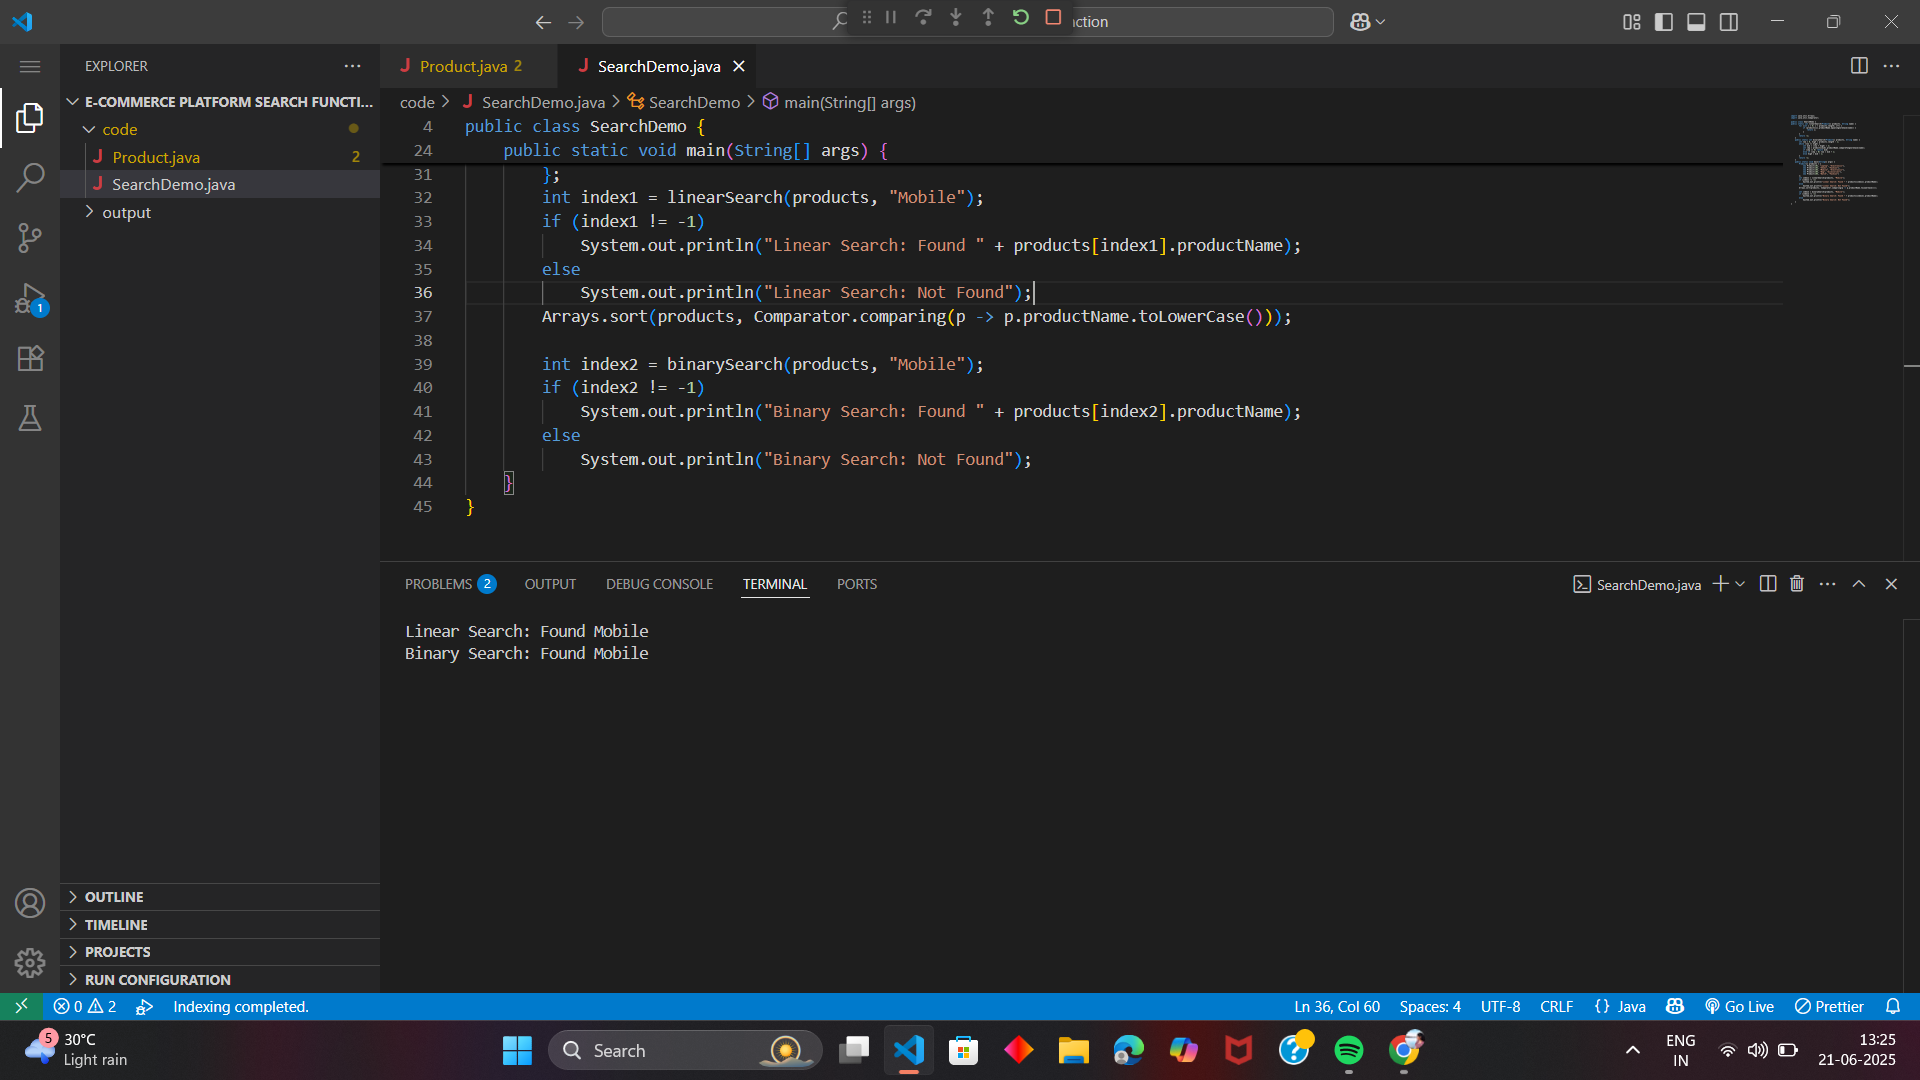 ction
EXPLORER
E-COMMERCE PLATFORM SEARCH FUNCTI...
code
Product.java 2
SearchDemo.java
output
Product.java 2
SearchDemo.java
code > SearchDemo.java > SearchDemo > main(String[] args)
4 public class SearchDemo {
24 public static void main(String[] args) {
31 };
32 int index1 = linearSearch(products, "Mobile");
33 if (index1 != -1)
34 System.out.println("Linear Search: Found " + products[index1].productName);
35 else
36 System.out.println("Linear Search: Not Found");
37 Arrays.sort(products, Comparator.comparing(p -> p.productName.toLowerCase()));
38
39 int index2 = binarySearch(products, "Mobile");
40 if (index2 != -1)
41 System.out.println("Binary Search: Found " + products[index2].productName);
42 else
43 System.out.println("Binary Search: Not Found");
44 }
45 }
PROBLEMS 2 OUTPUT DEBUG CONSOLE TERMINAL PORTS
SearchDemo.java
Linear Search: Found Mobile
Binary Search: Found Mobile
1
OUTLINE
TIMELINE
PROJECTS
RUN CONFIGURATION
0 2 Indexing completed.
Ln 36, Col 60 Spaces: 4 UTF-8 CRLF {} Java Go Live Prettier
5
30°C
Light rain
Search
ENG
IN
13:25
21-06-2025